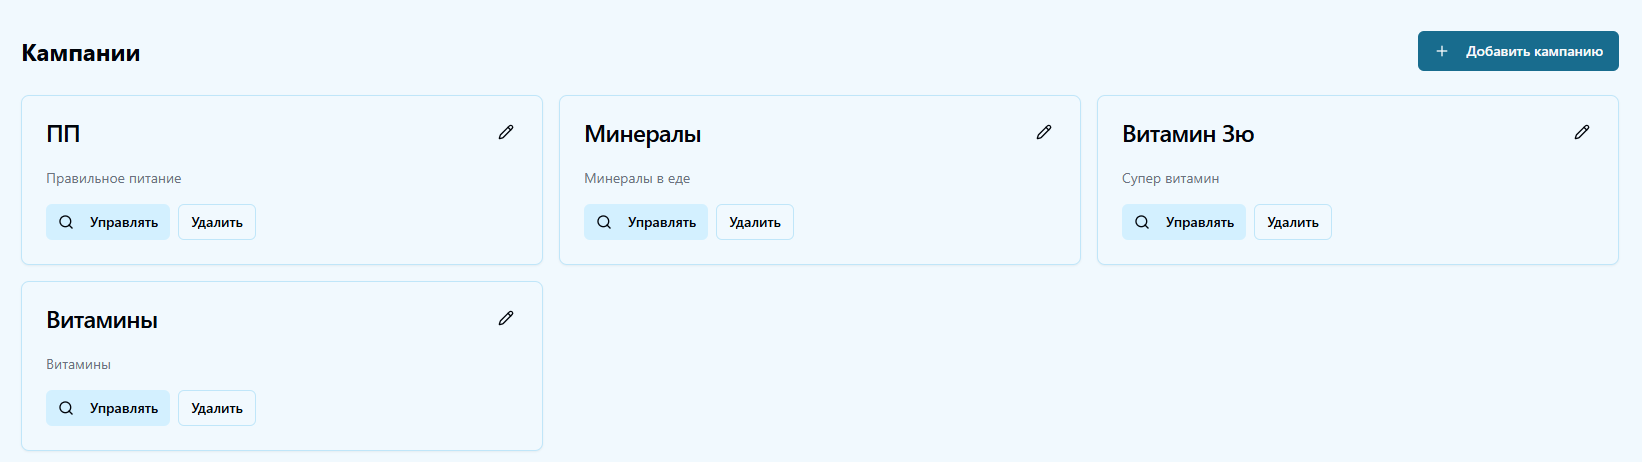 Кампании
Добавить кампанию
ПП
Правильное питание
Управлять
Удалить
Минералы
Минералы в еде
Управлять
Удалить
Витамин Зю
Супер витамин
Управлять
Удалить
Витамины
Витамины
Управлять
Удалить